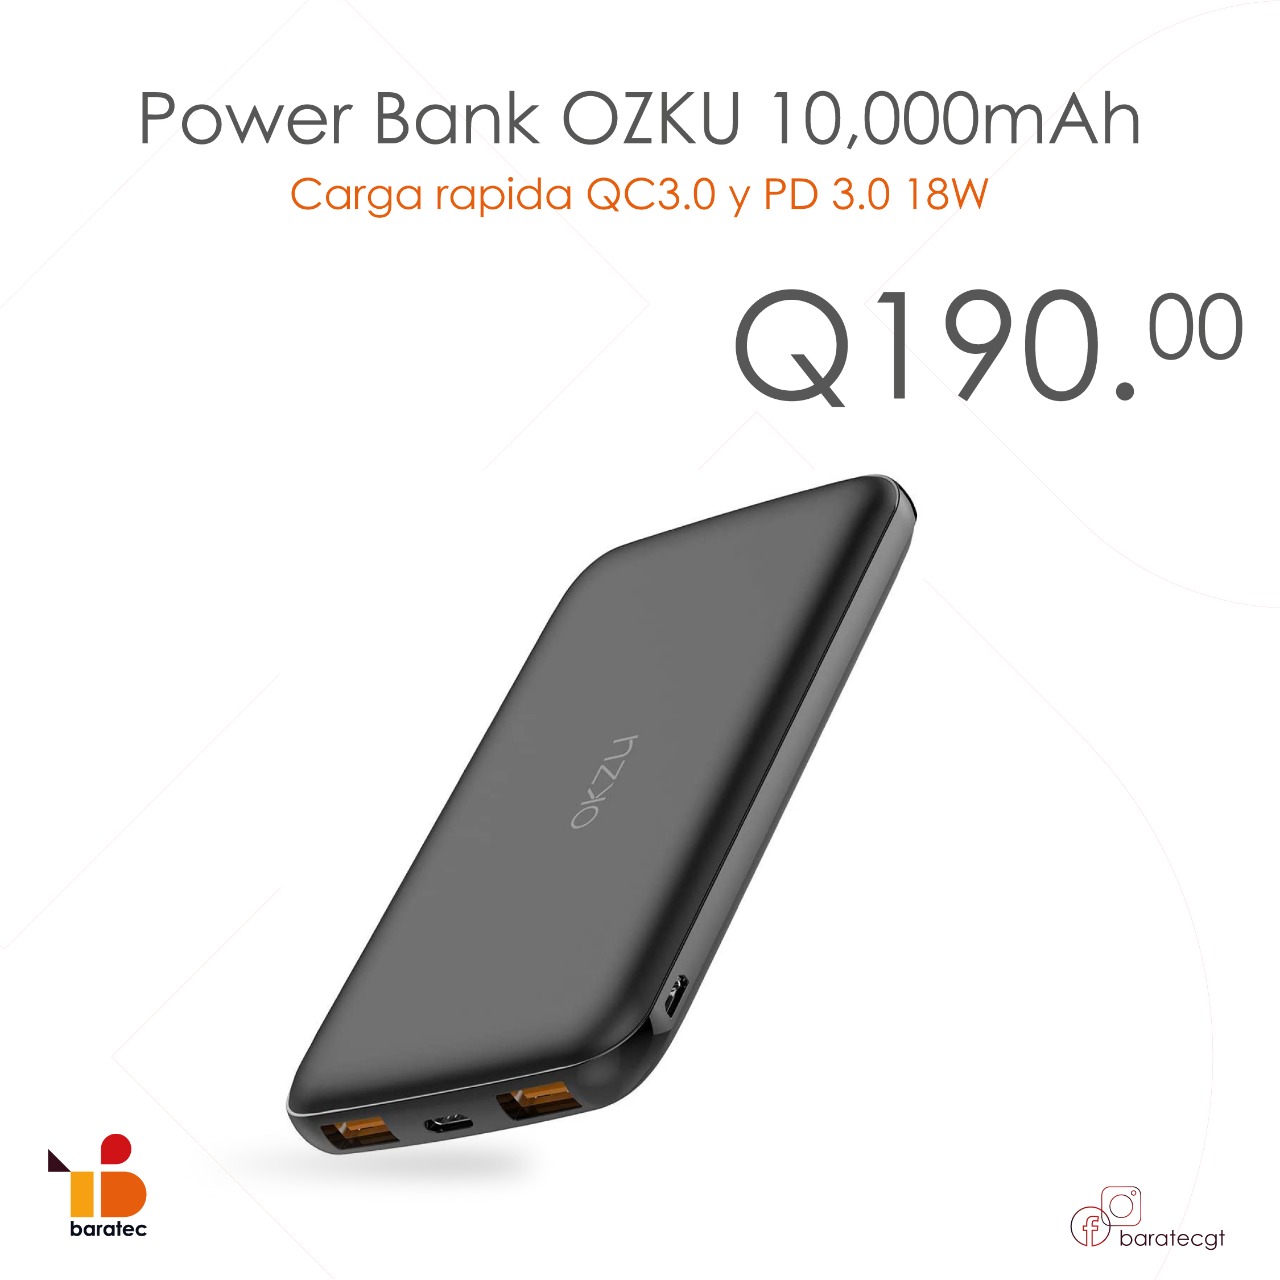 Power Bank OZKU 10,000mAh
Carga rapida QC3.0 y PD 3.0 18W
Q190.00
OKZU
baratec
baratecgt